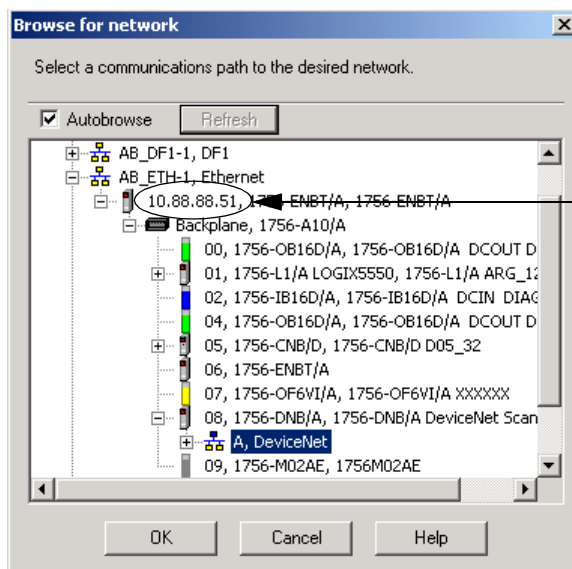 Browse for network
Select a communications path to the desired network.
Autobrowse Refresh
AB_DF1-1, DF1
AB_ETH-1, Ethernet
10.88.88.51, 1756-ENBT/A, 1756-ENBT/A
Backplane, 1756-A10/A
00, 1756-OB16D/A, 1756-OB16D/A DCOUT D
01, 1756-L1/A LOGIX5550, 1756-L1/A ARG_12
02, 1756-IB16D/A, 1756-IB16D/A DCIN DIAG
04, 1756-OB16D/A, 1756-OB16D/A DCOUT D
05, 1756-CNB/D, 1756-CNB/D D05_32
06, 1756-ENBT/A
07, 1756-OF6VI/A, 1756-OF6VI/A XXXXXX
08, 1756-DNB/A, 1756-DNB/A DeviceNet Scan
A, DeviceNet
09, 1756-M02AE, 1756M02AE
OK Cancel Help